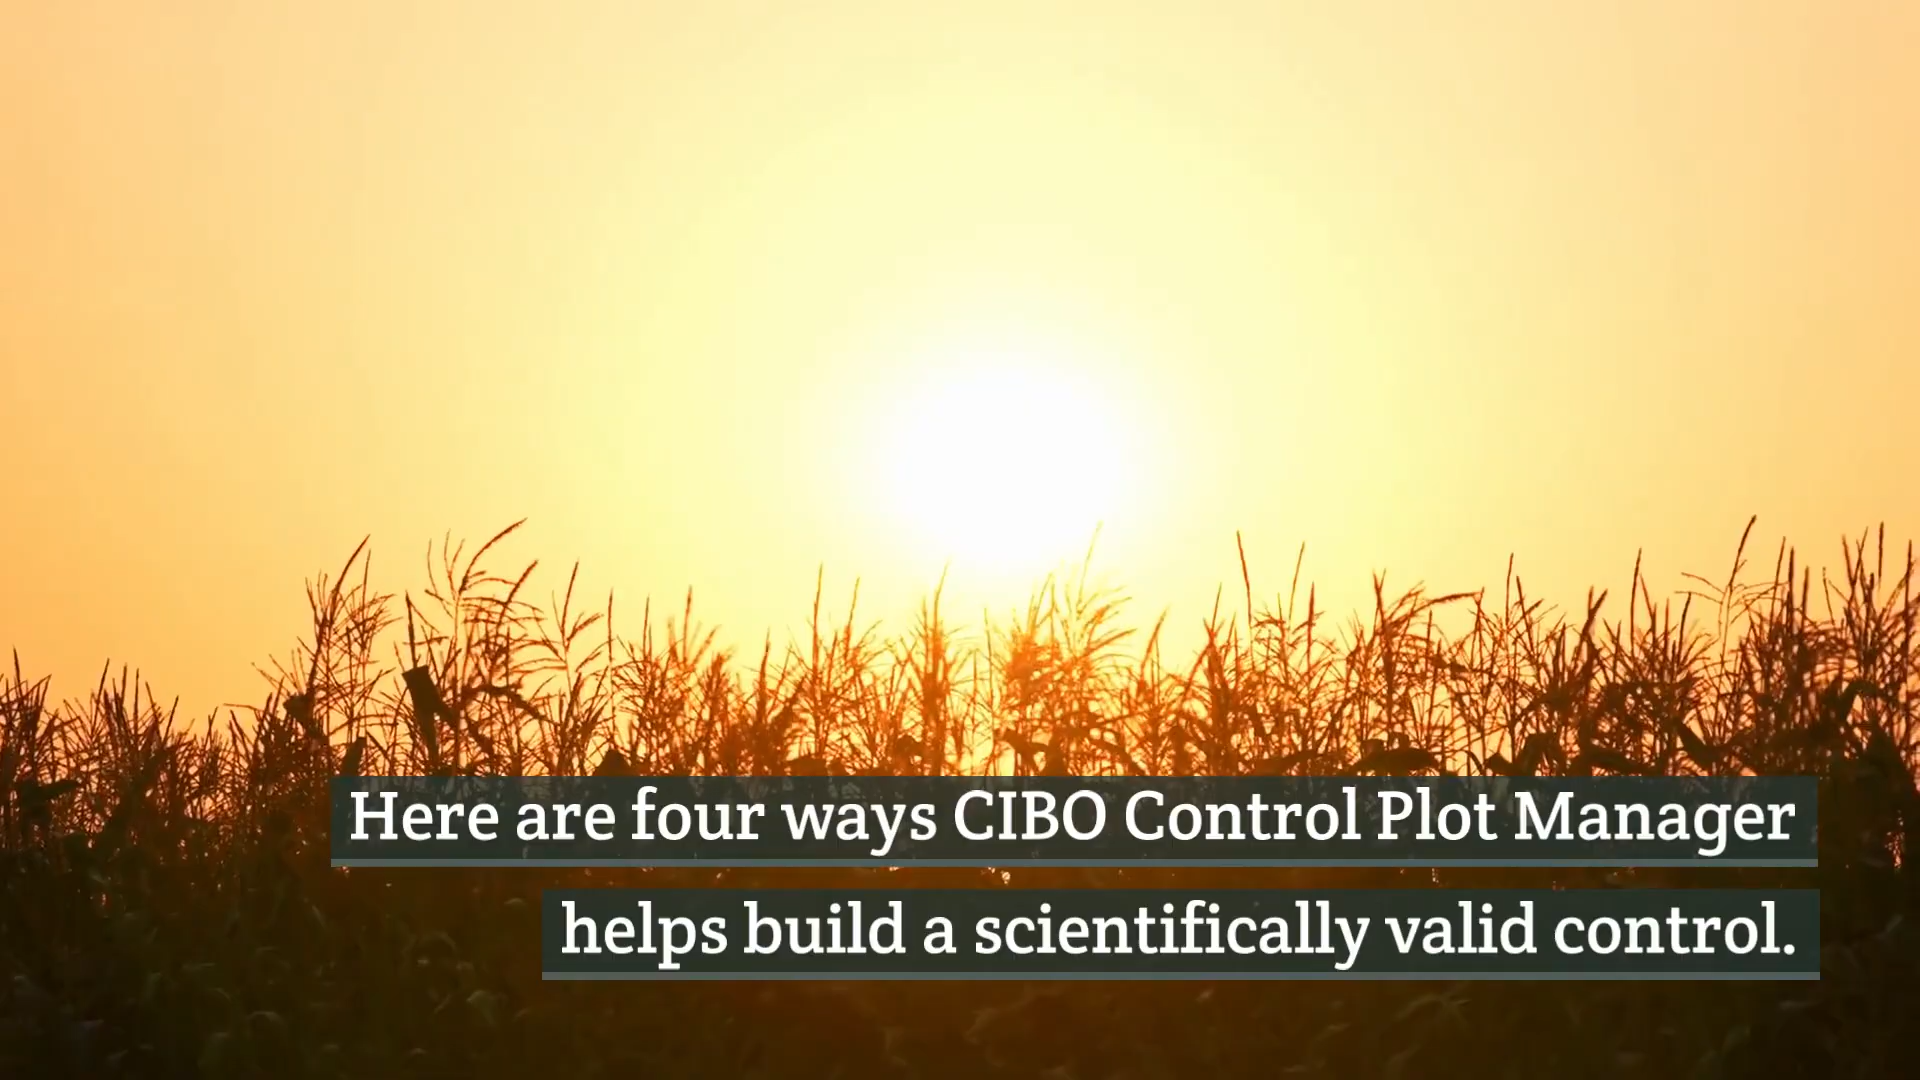 Here are four ways CIBO Control Plot Manager
helps build a scientifically valid control.